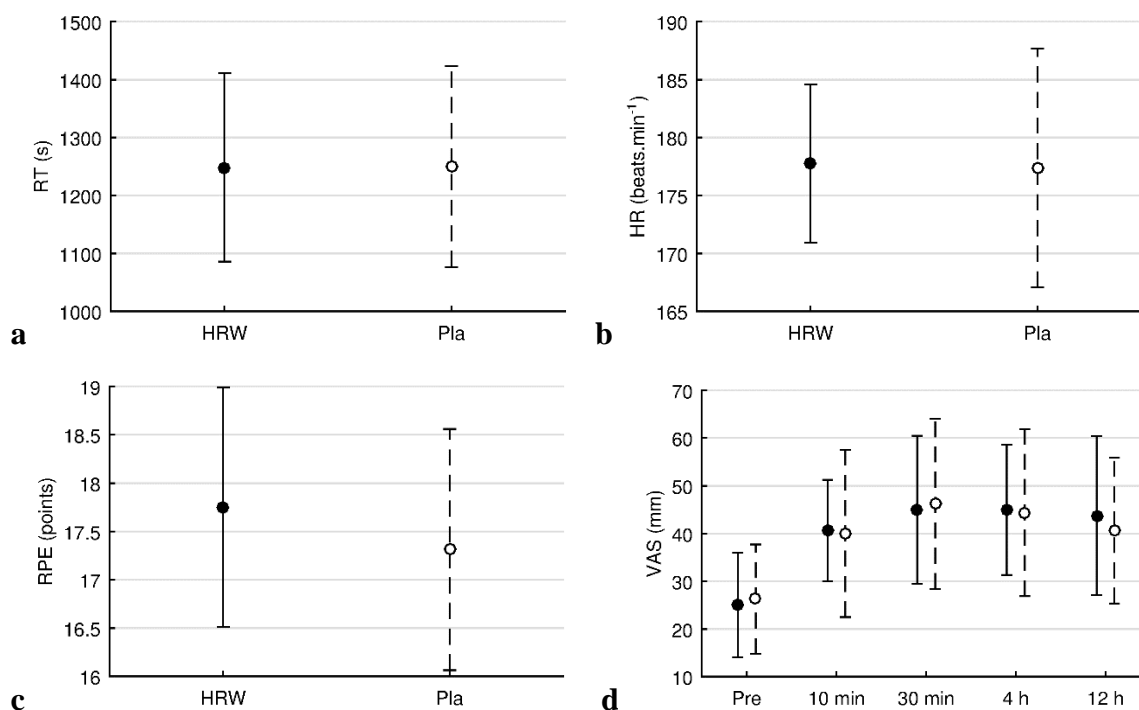 RT (s)
1500
1400
1300
1200
1100
1000
HRW Pla
a
HR (beats.min⁻¹)
190
185
180
175
170
165
HRW Pla
b
RPE (points)
19
18.5
18
17.5
17
16.5
16
HRW Pla
c
VAS (mm)
70
60
50
40
30
20
10
Pre 10 min 30 min 4 h 12 h
d